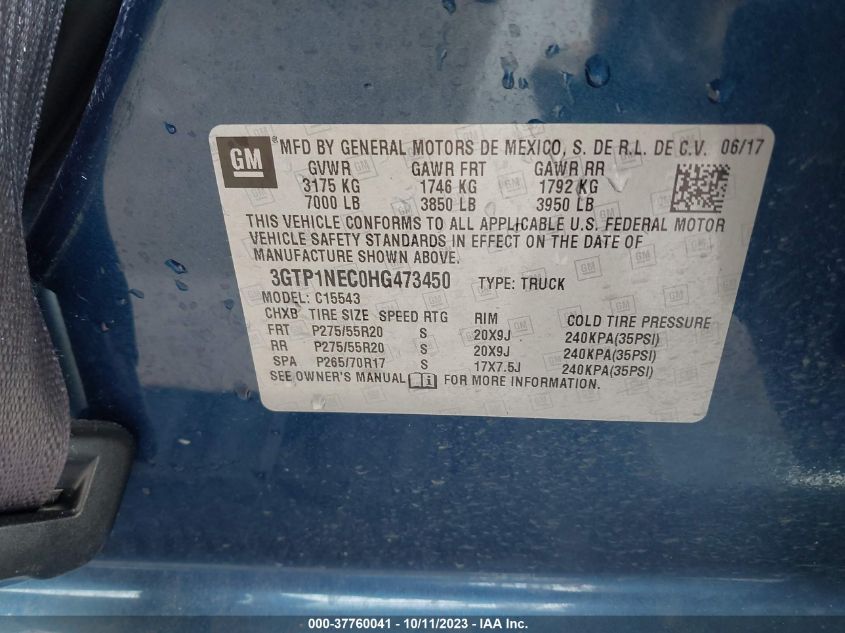 GM
MFD BY GENERAL MOTORS DE MEXICO, S. DE R.L. DE C.V. 06/17
GVWR GAWR FRT GAWR RR
3175 KG 1746 KG 1792 KG
7000 LB 3850 LB 3950 LB
THIS VEHICLE CONFORMS TO ALL APPLICABLE U.S. FEDERAL MOTOR
VEHICLE SAFETY STANDARDS IN EFFECT ON THE DATE OF
MANUFACTURE SHOWN ABOVE.
3GTP1NEC0HG473450 TYPE: TRUCK
MODEL: C15543
CHXB TIRE SIZE SPEED RTG RIM COLD TIRE PRESSURE
FRT P275/55R20 S 20X9J 240KPA(35PSI)
RR P275/55R20 S 20X9J 240KPA(35PSI)
SPA P265/70R17 S 17X7.5J 240KPA(35PSI)
SEE OWNER'S MANUAL FOR MORE INFORMATION.
000-37760041 - 10/11/2023 - IAA Inc.